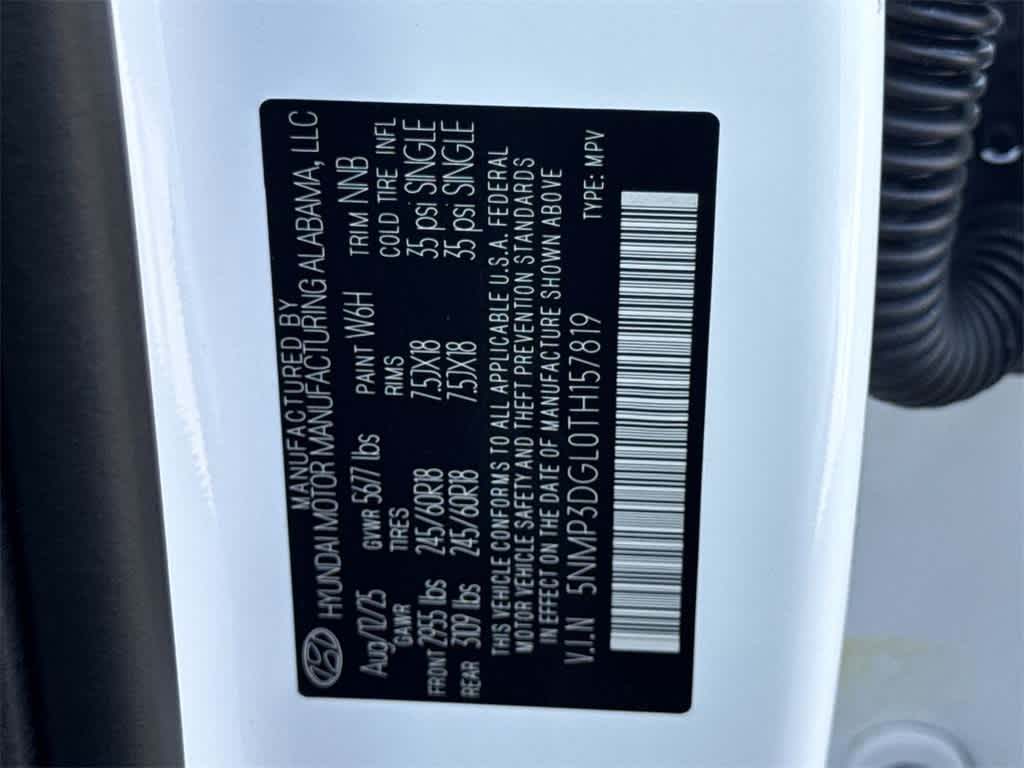 MANUFACTURED BY
HYUNDAI MOTOR MANUFACTURING ALABAMA, LLC
Aug/12/25 GVWR 5677 lbs PAINT W6H TRIM NNB
GAWR TIRES RIMS COLD TIRE INFL
FRONT 2955 lbs 245/60R18 7.5JX18 35 psi SINGLE
REAR 3109 lbs 245/60R18 7.5JX18 35 psi SINGLE
THIS VEHICLE CONFORMS TO ALL APPLICABLE U.S.A. FEDERAL
MOTOR VEHICLE SAFETY AND THEFT PREVENTION STANDARDS
IN EFFECT ON THE DATE OF MANUFACTURE SHOWN ABOVE
V.I.N 5NMP3DGL0TH157819 TYPE: MPV